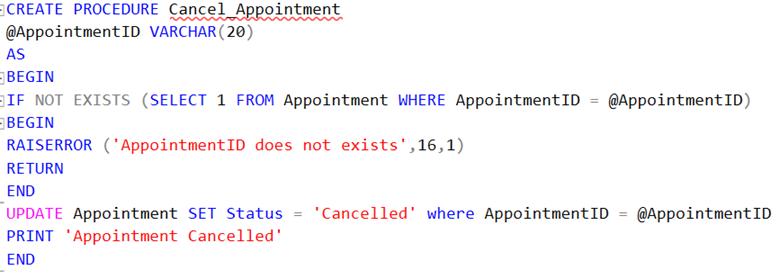 CREATE PROCEDURE Cancel_Appointment
@AppointmentID VARCHAR(20)
AS
BEGIN
IF NOT EXISTS (SELECT 1 FROM Appointment WHERE AppointmentID = @AppointmentID)
BEGIN
RAISERROR ('AppointmentID does not exists',16,1)
RETURN
END
UPDATE Appointment SET Status = 'Cancelled' where AppointmentID = @AppointmentID
PRINT 'Appointment Cancelled'
END